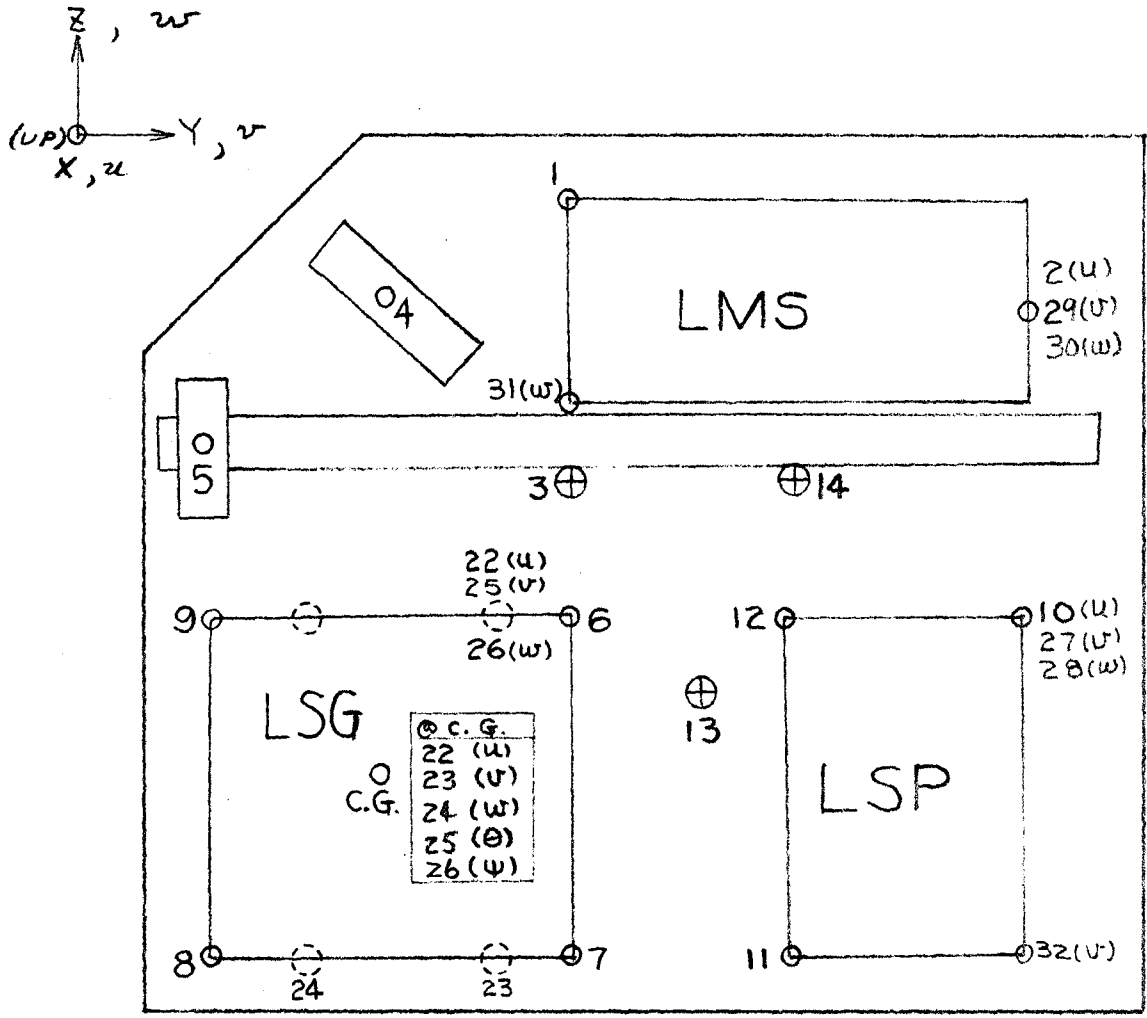 Z, w
(UP)
Y, v
X, u
1
LMS
2(u)
29(v)
30(w)
4
31(w)
5
3
14
22(u)
25(v)
26(w)
9
6
12
10(u)
27(v)
28(w)
LSG
13
LSP
C.G.
@ C. G.
22 (u)
23 (v)
24 (w)
25 (θ)
26 (ψ)
8
24
23
7
11
32(v)